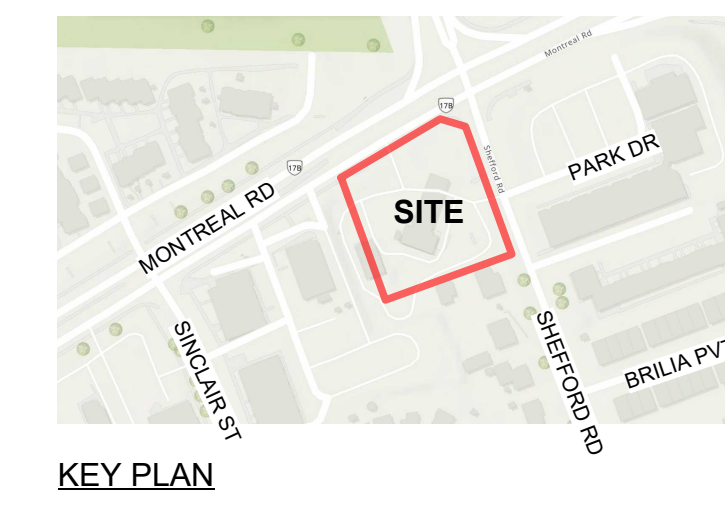 Montreal Rd
17B
Shefford Rd
PARK DR
17B
SITE
MONTREAL RD
SINCLAIR ST
SHEFFORD RD
BRILIA PVT
KEY PLAN